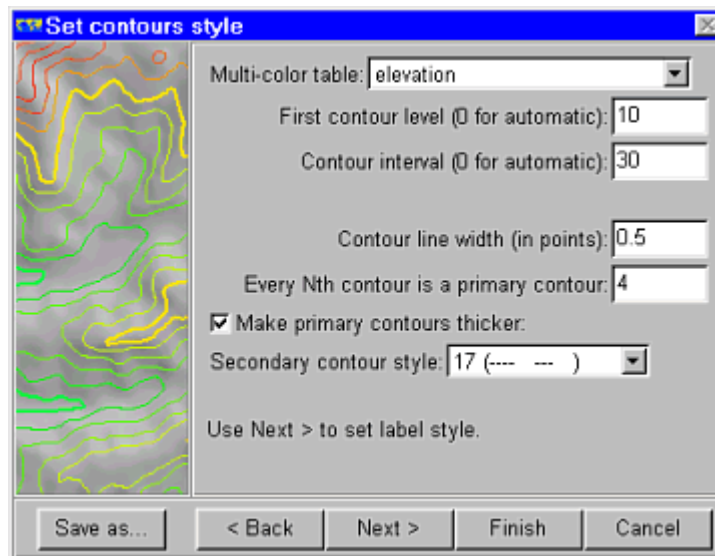 Set contours style
Multi-color table: elevation
First contour level (0 for automatic): 10
Contour interval (0 for automatic): 30
Contour line width (in points): 0.5
Every Nth contour is a primary contour: 4
Make primary contours thicker:
Secondary contour style: 17 (---- --- )
Use Next > to set label style.
Save as... < Back Next > Finish Cancel